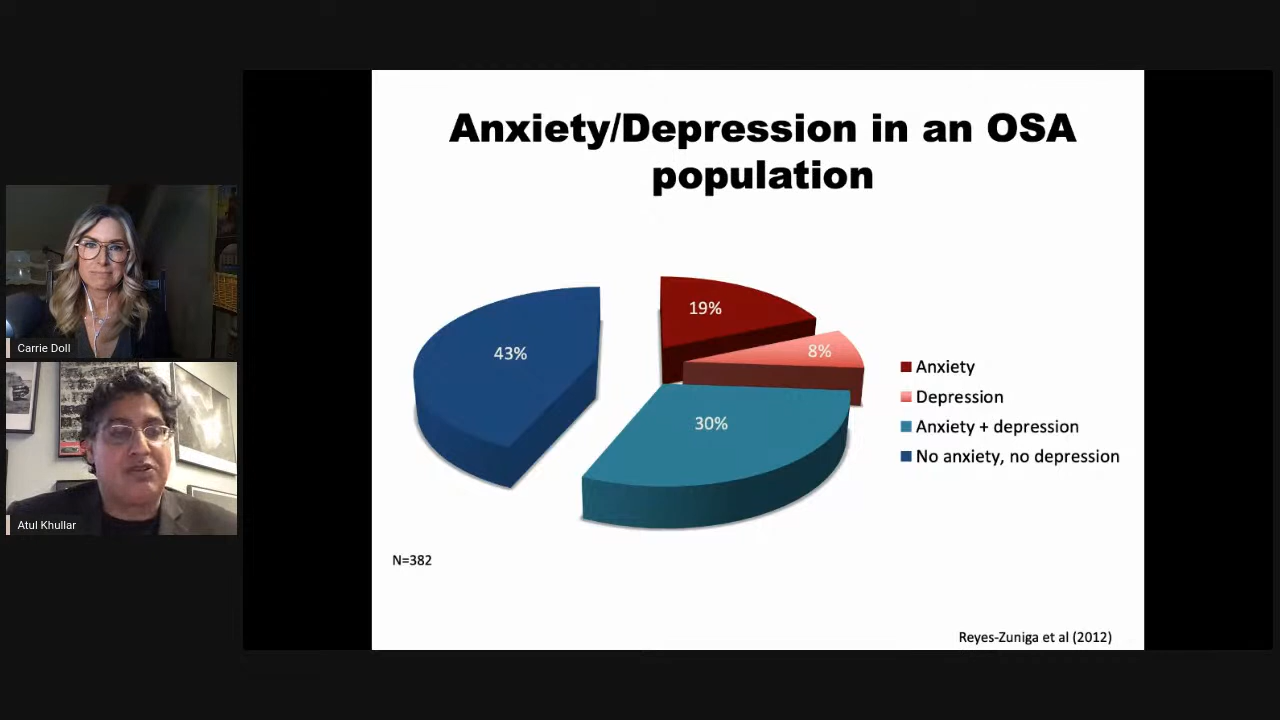 Anxiety/Depression in an OSA
population
19%
8%
43%
30%
Anxiety
Depression
Anxiety + depression
No anxiety, no depression
N=382
Reyes-Zuniga et al (2012)
Carrie Doll
Atul Khullar